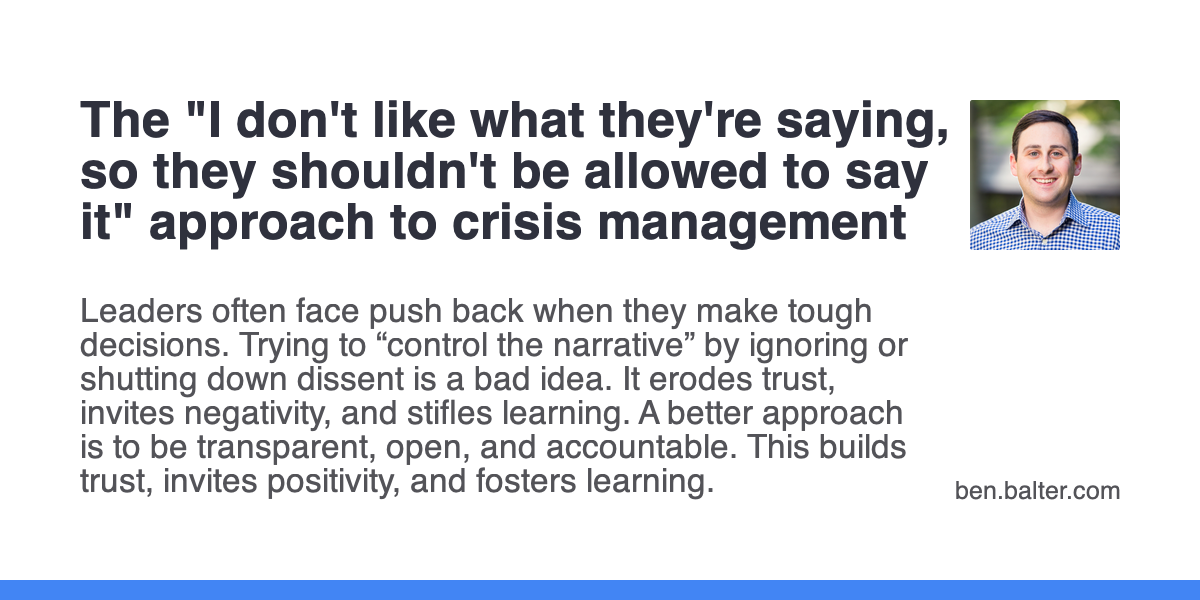 The "I don't like what they're saying,
so they shouldn't be allowed to say
it" approach to crisis management
Leaders often face push back when they make tough
decisions. Trying to “control the narrative” by ignoring or
shutting down dissent is a bad idea. It erodes trust,
invites negativity, and stifles learning. A better approach
is to be transparent, open, and accountable. This builds
trust, invites positivity, and fosters learning.
ben.balter.com